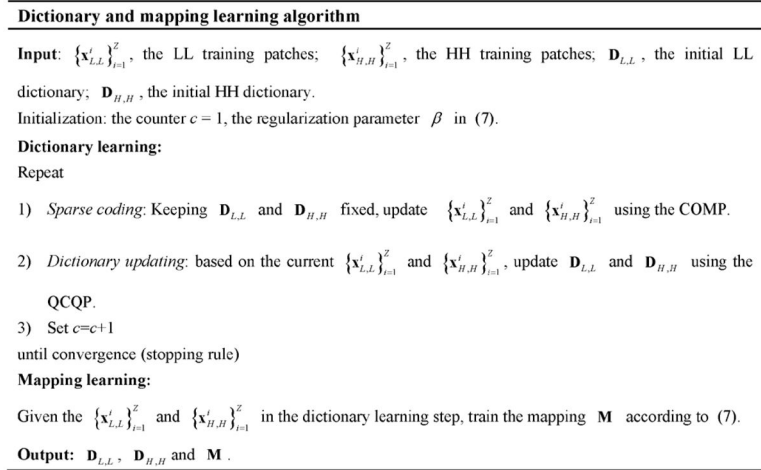 Dictionary and mapping learning algorithm
Input: {x^i_{L,L}}^Z_{i=1}, the LL training patches; {x^i_{H,H}}^Z_{i=1}, the HH training patches; D_{L,L}, the initial LL
dictionary; D_{H,H}, the initial HH dictionary.
Initialization: the counter c = 1, the regularization parameter β in (7).
Dictionary learning:
Repeat
1) Sparse coding: Keeping D_{L,L} and D_{H,H} fixed, update {x^i_{L,L}}^Z_{i=1} and {x^i_{H,H}}^Z_{i=1} using the COMP.
2) Dictionary updating: based on the current {x^i_{L,L}}^Z_{i=1} and {x^i_{H,H}}^Z_{i=1}, update D_{L,L} and D_{H,H} using the
QCQP.
3) Set c=c+1
until convergence (stopping rule)
Mapping learning:
Given the {x^i_{L,L}}^Z_{i=1} and {x^i_{H,H}}^Z_{i=1} in the dictionary learning step, train the mapping M according to (7).
Output: D_{L,L}, D_{H,H} and M.